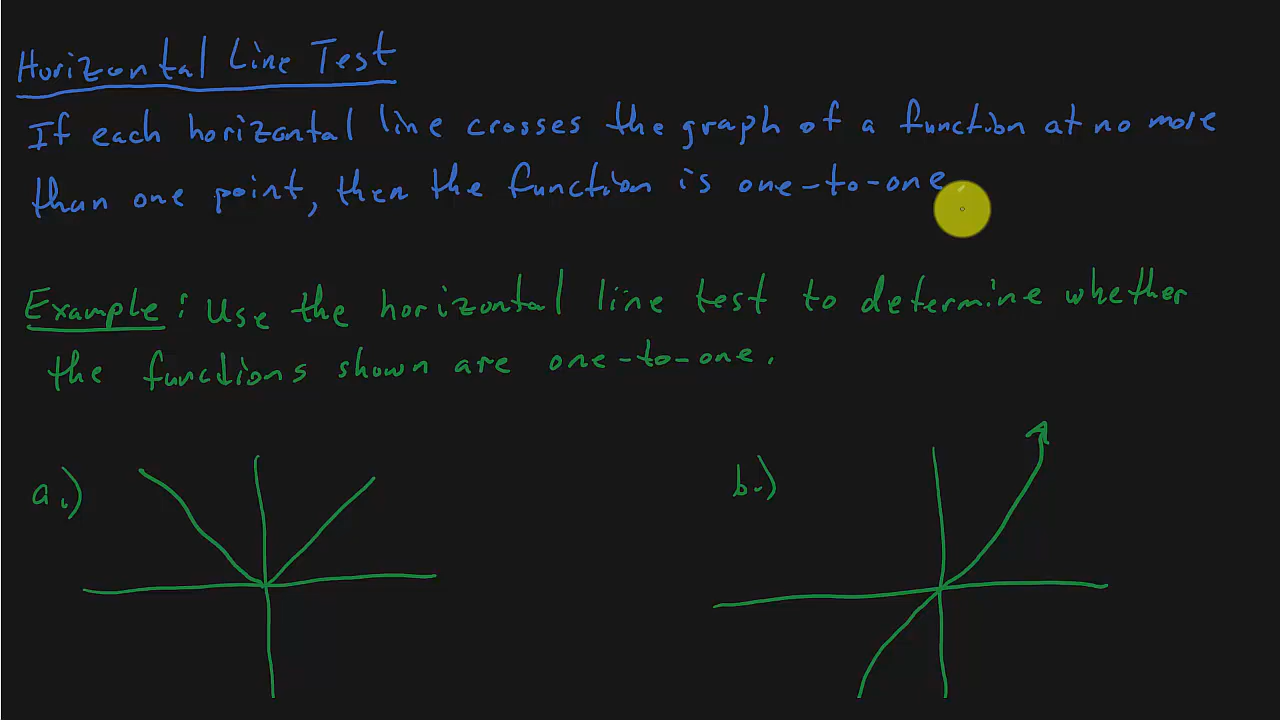 Horizontal Line Test
If each horizontal line crosses the graph of a function at no more
than one point, then the function is one-to-one.
Example: Use the horizontal line test to determine whether
the functions shown are one-to-one.
a.)
b.)